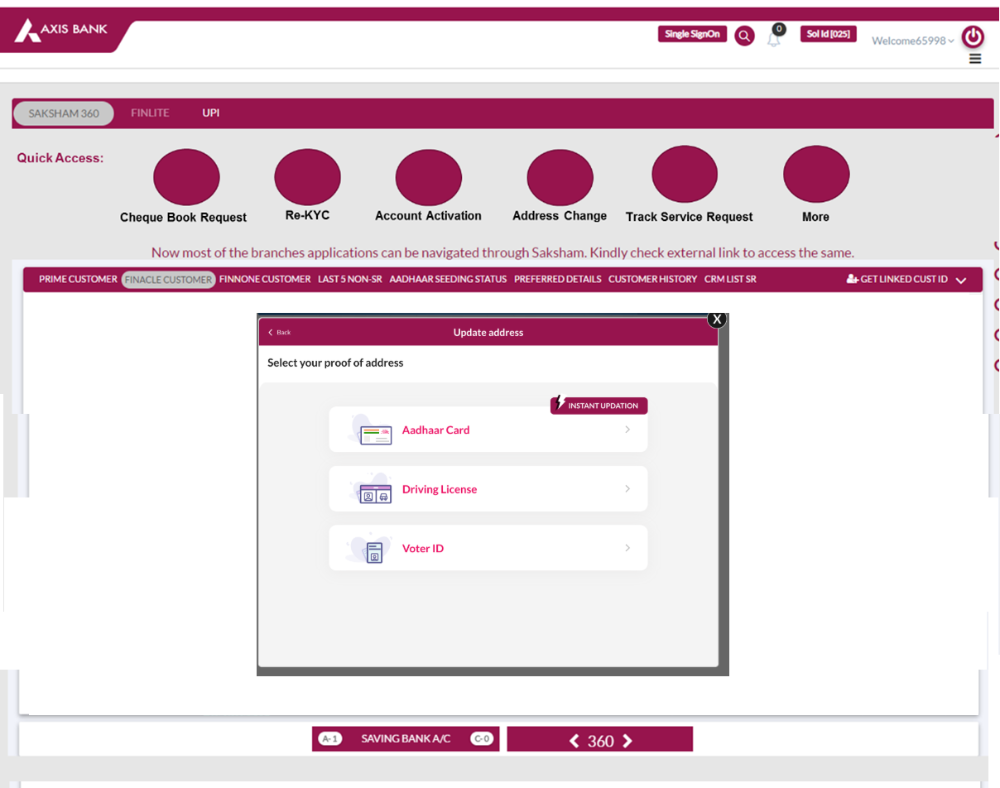 AXIS BANK
Single SignOn
0
Sol Id [025]
Welcome65998
SAKSHAM 360 FINLITE UPI
Quick Access:
Cheque Book Request Re-KYC Account Activation Address Change Track Service Request More
Now most of the branches applications can be navigated through Saksham. Kindly check external link to access the same.
PRIME CUSTOMER FINACLE CUSTOMER FINNONE CUSTOMER LAST 5 NON-SR AADHAAR SEEDING STATUS PREFERRED DETAILS CUSTOMER HISTORY CRM LIST SR GET LINKED CUST ID
X
Back Update address
Select your proof of address
INSTANT UPDATION
Aadhaar Card
Driving License
Voter ID
A-1 SAVING BANK A/C C-0 360